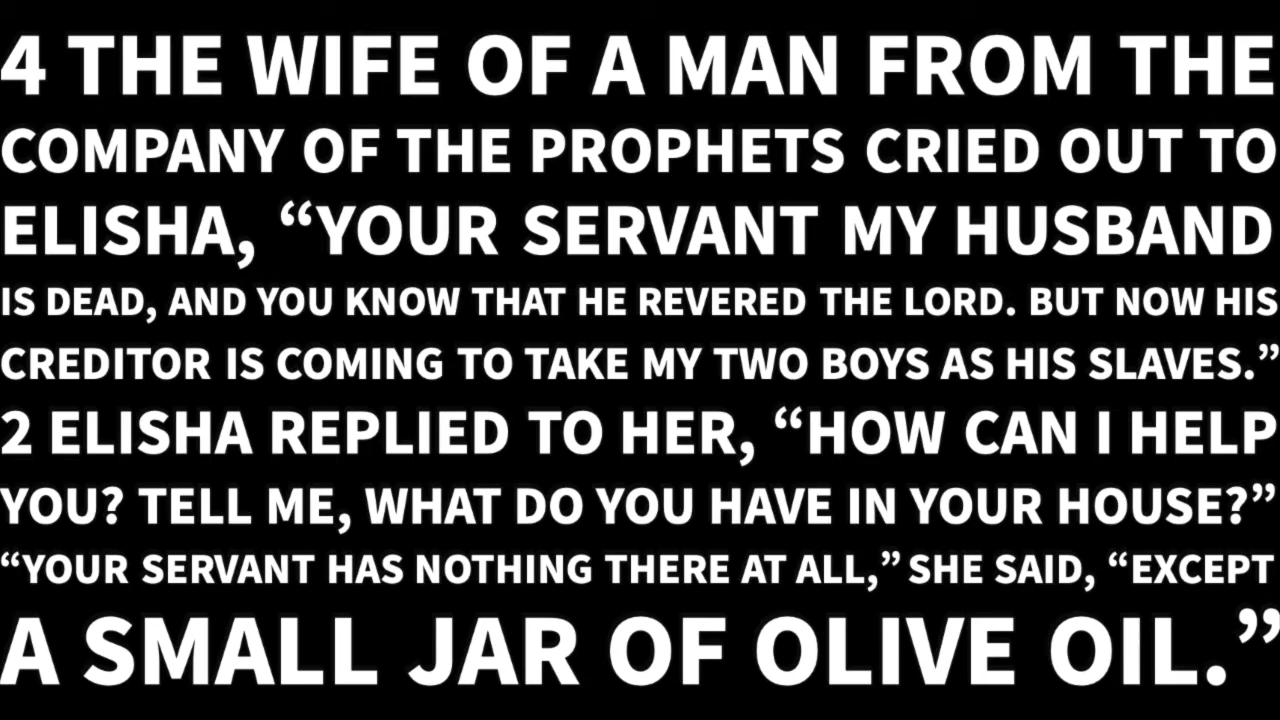 4 THE WIFE OF A MAN FROM THE
COMPANY OF THE PROPHETS CRIED OUT TO
ELISHA, “YOUR SERVANT MY HUSBAND
IS DEAD, AND YOU KNOW THAT HE REVERED THE LORD. BUT NOW HIS
CREDITOR IS COMING TO TAKE MY TWO BOYS AS HIS SLAVES.”
2 ELISHA REPLIED TO HER, “HOW CAN I HELP
YOU? TELL ME, WHAT DO YOU HAVE IN YOUR HOUSE?”
“YOUR SERVANT HAS NOTHING THERE AT ALL,” SHE SAID, “EXCEPT
A SMALL JAR OF OLIVE OIL.”